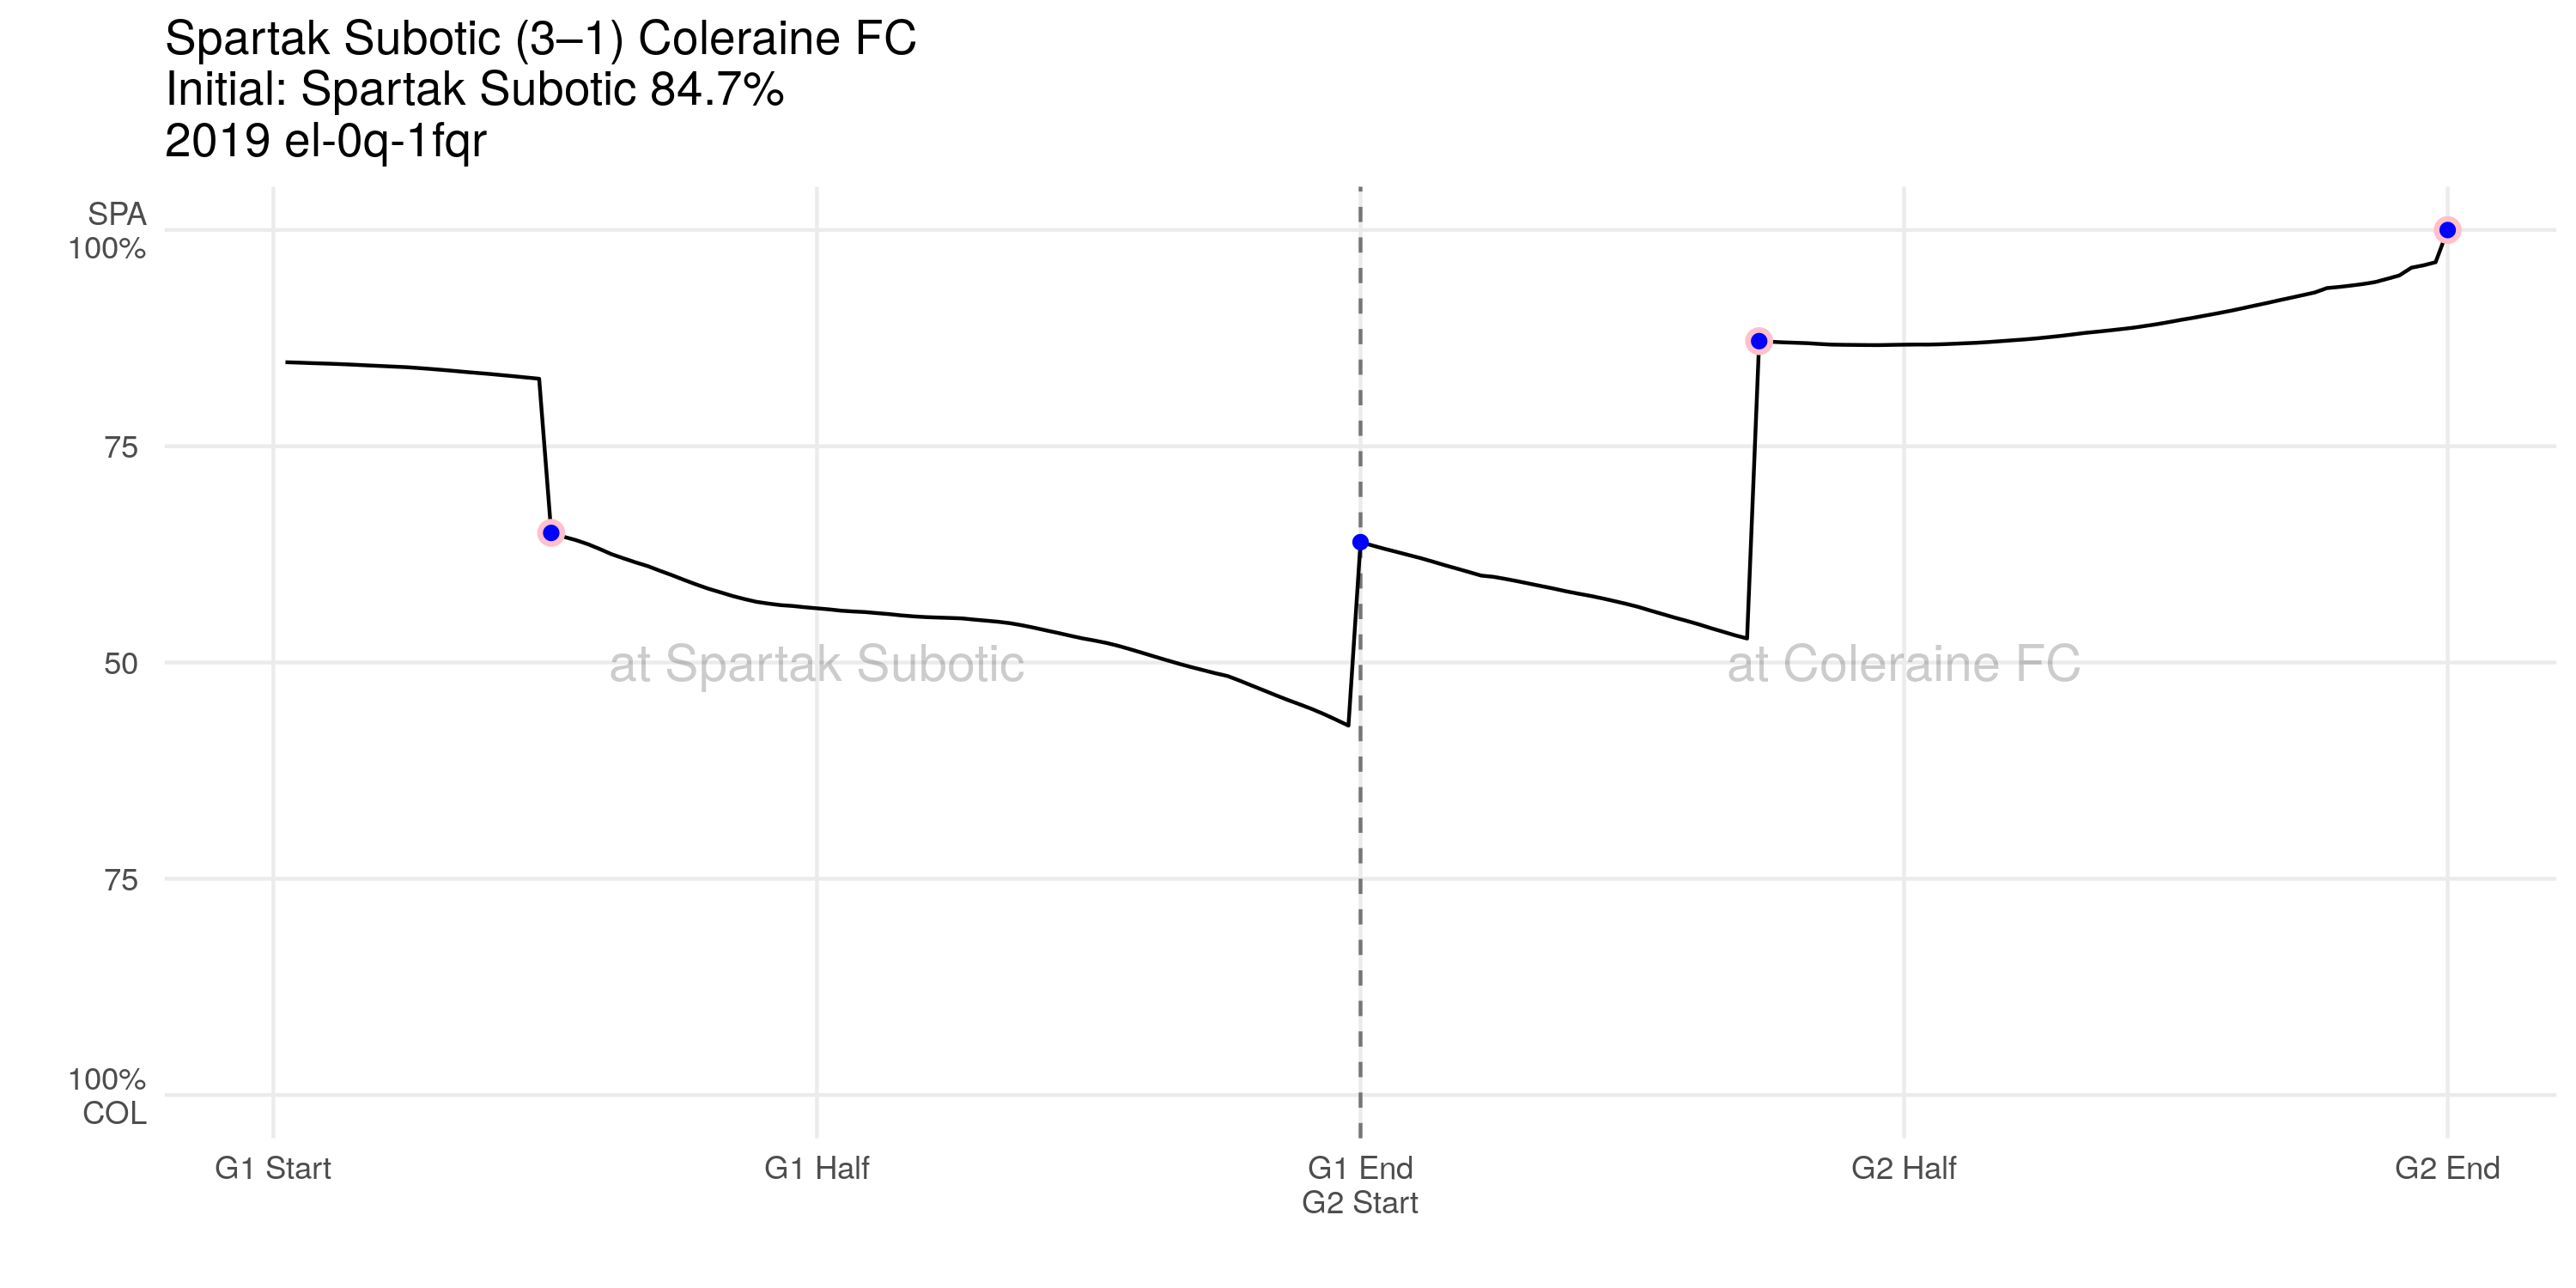 Spartak Subotic (3–1) Coleraine FC
Initial: Spartak Subotic 84.7%
2019 el-0q-1fqr
SPA
100%
75
50
75
100%
COL
at Spartak Subotic
at Coleraine FC
G1 Start
G1 Half
G1 End
G2 Start
G2 Half
G2 End